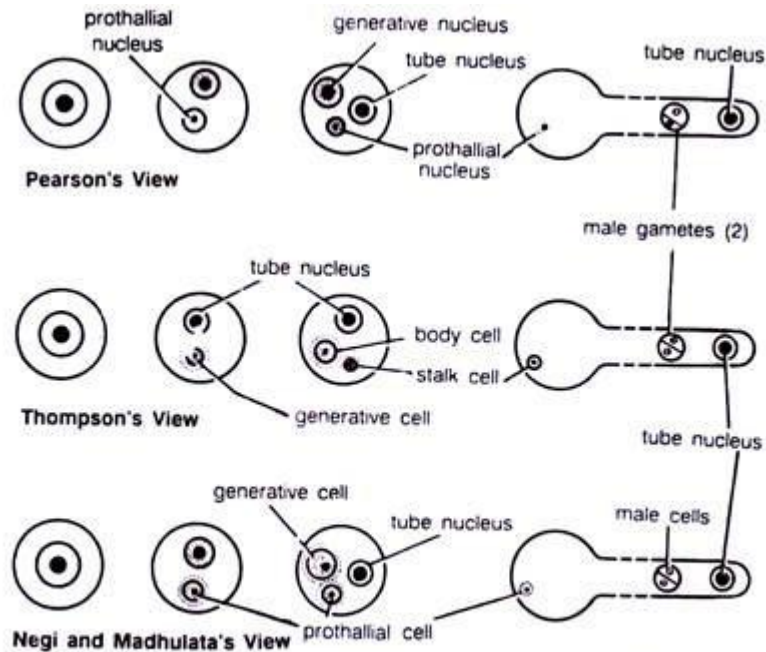 prothallial
nucleus
generative nucleus
tube nucleus
tube nucleus
prothallial
nucleus
Pearson's View
male gametes (2)
tube nucleus
body cell
stalk cell
generative cell
Thompson's View
tube nucleus
generative cell
tube nucleus
male cells
prothallial cell
Negi and Madhulata's View